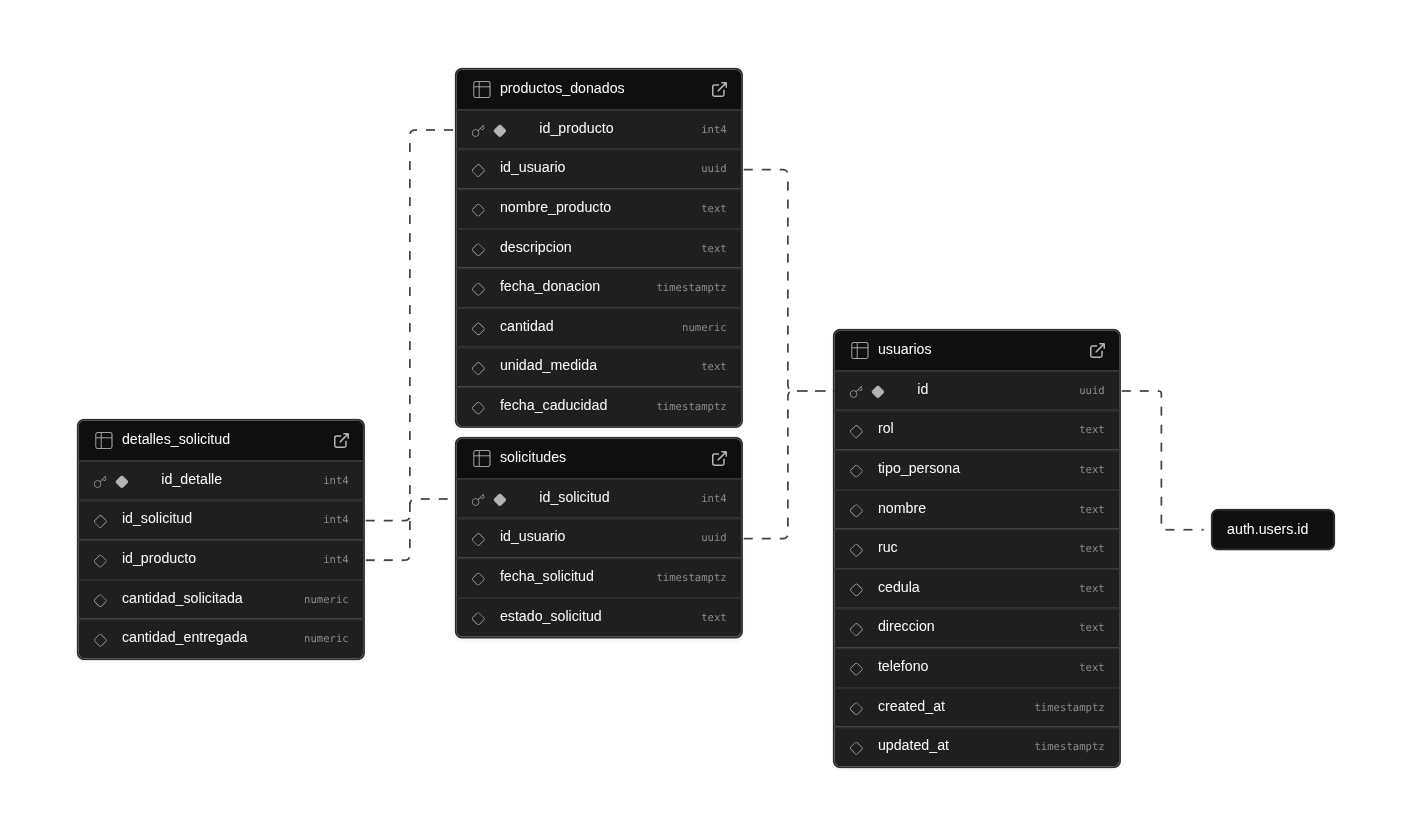 productos_donados
id_producto int4
id_usuario uuid
nombre_producto text
descripcion text
fecha_donacion timestamptz
cantidad numeric
unidad_medida text
fecha_caducidad timestamptz
detalles_solicitud
id_detalle int4
id_solicitud int4
id_producto int4
cantidad_solicitada numeric
cantidad_entregada numeric
solicitudes
id_solicitud int4
id_usuario uuid
fecha_solicitud timestamptz
estado_solicitud text
usuarios
id uuid
rol text
tipo_persona text
nombre text
ruc text
cedula text
direccion text
telefono text
created_at timestamptz
updated_at timestamptz
auth.users.id